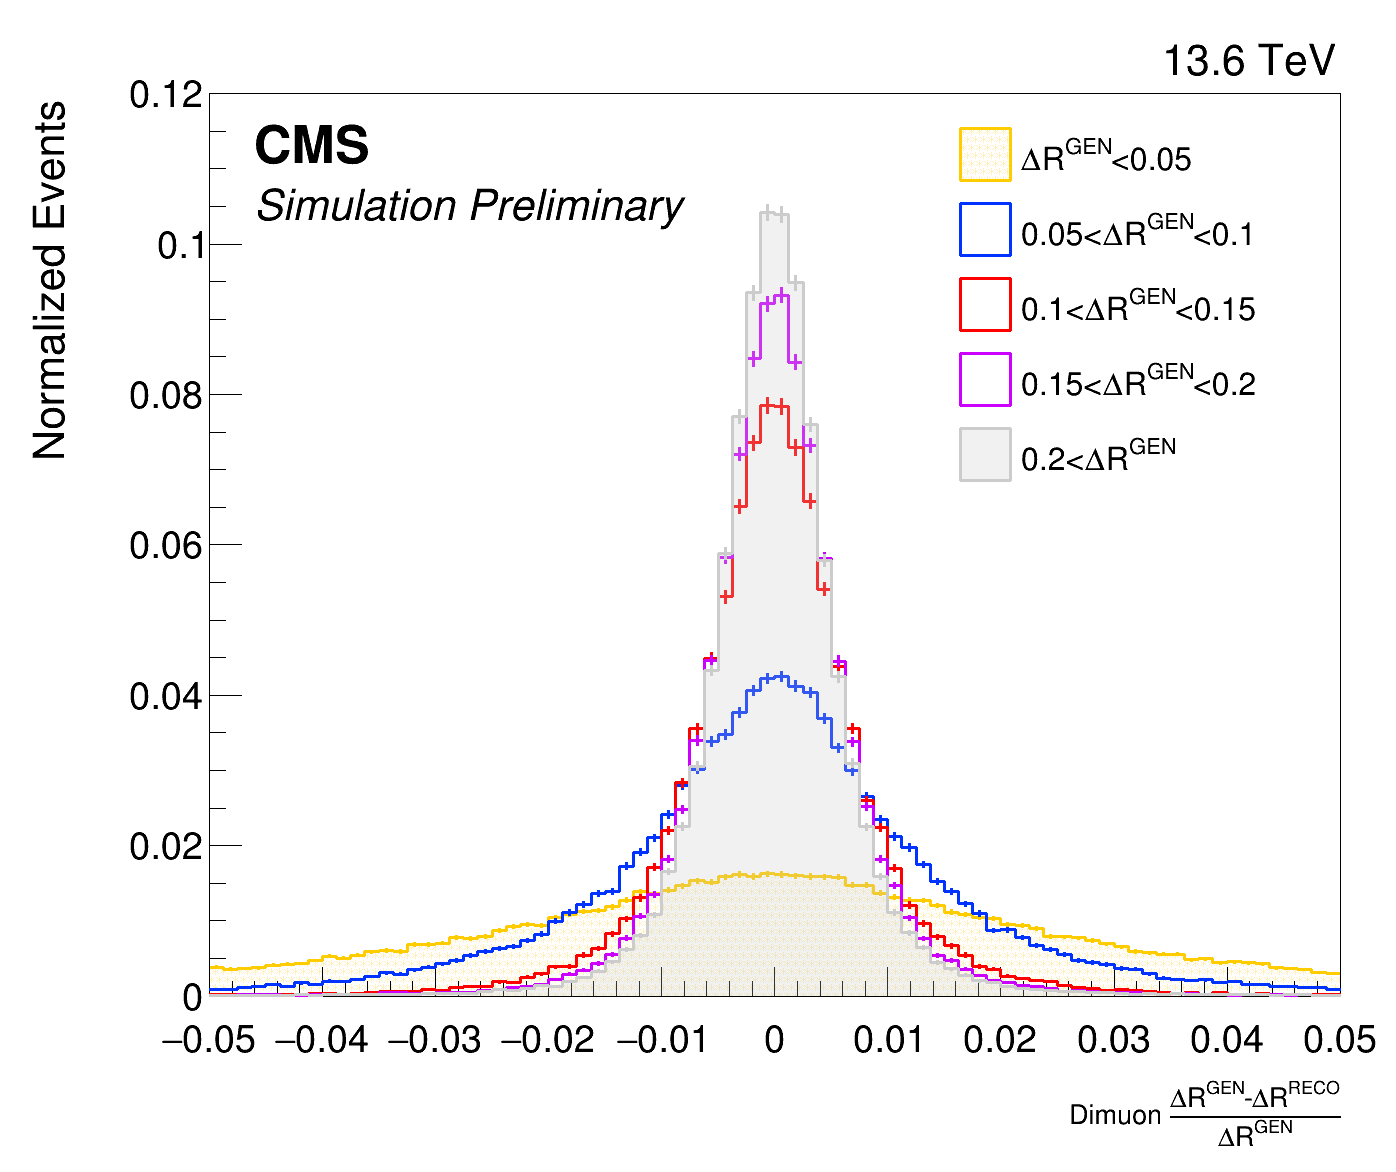 13.6 TeV
Normalized Events
CMS
Simulation Preliminary
ΔR^GEN<0.05
0.05<ΔR^GEN<0.1
0.1<ΔR^GEN<0.15
0.15<ΔR^GEN<0.2
0.2<ΔR^GEN
0.12
0.1
0.08
0.06
0.04
0.02
0
−0.05 −0.04 −0.03 −0.02 −0.01 0 0.01 0.02 0.03 0.04 0.05
ΔR^GEN-ΔR^RECO
Dimuon
ΔR^GEN